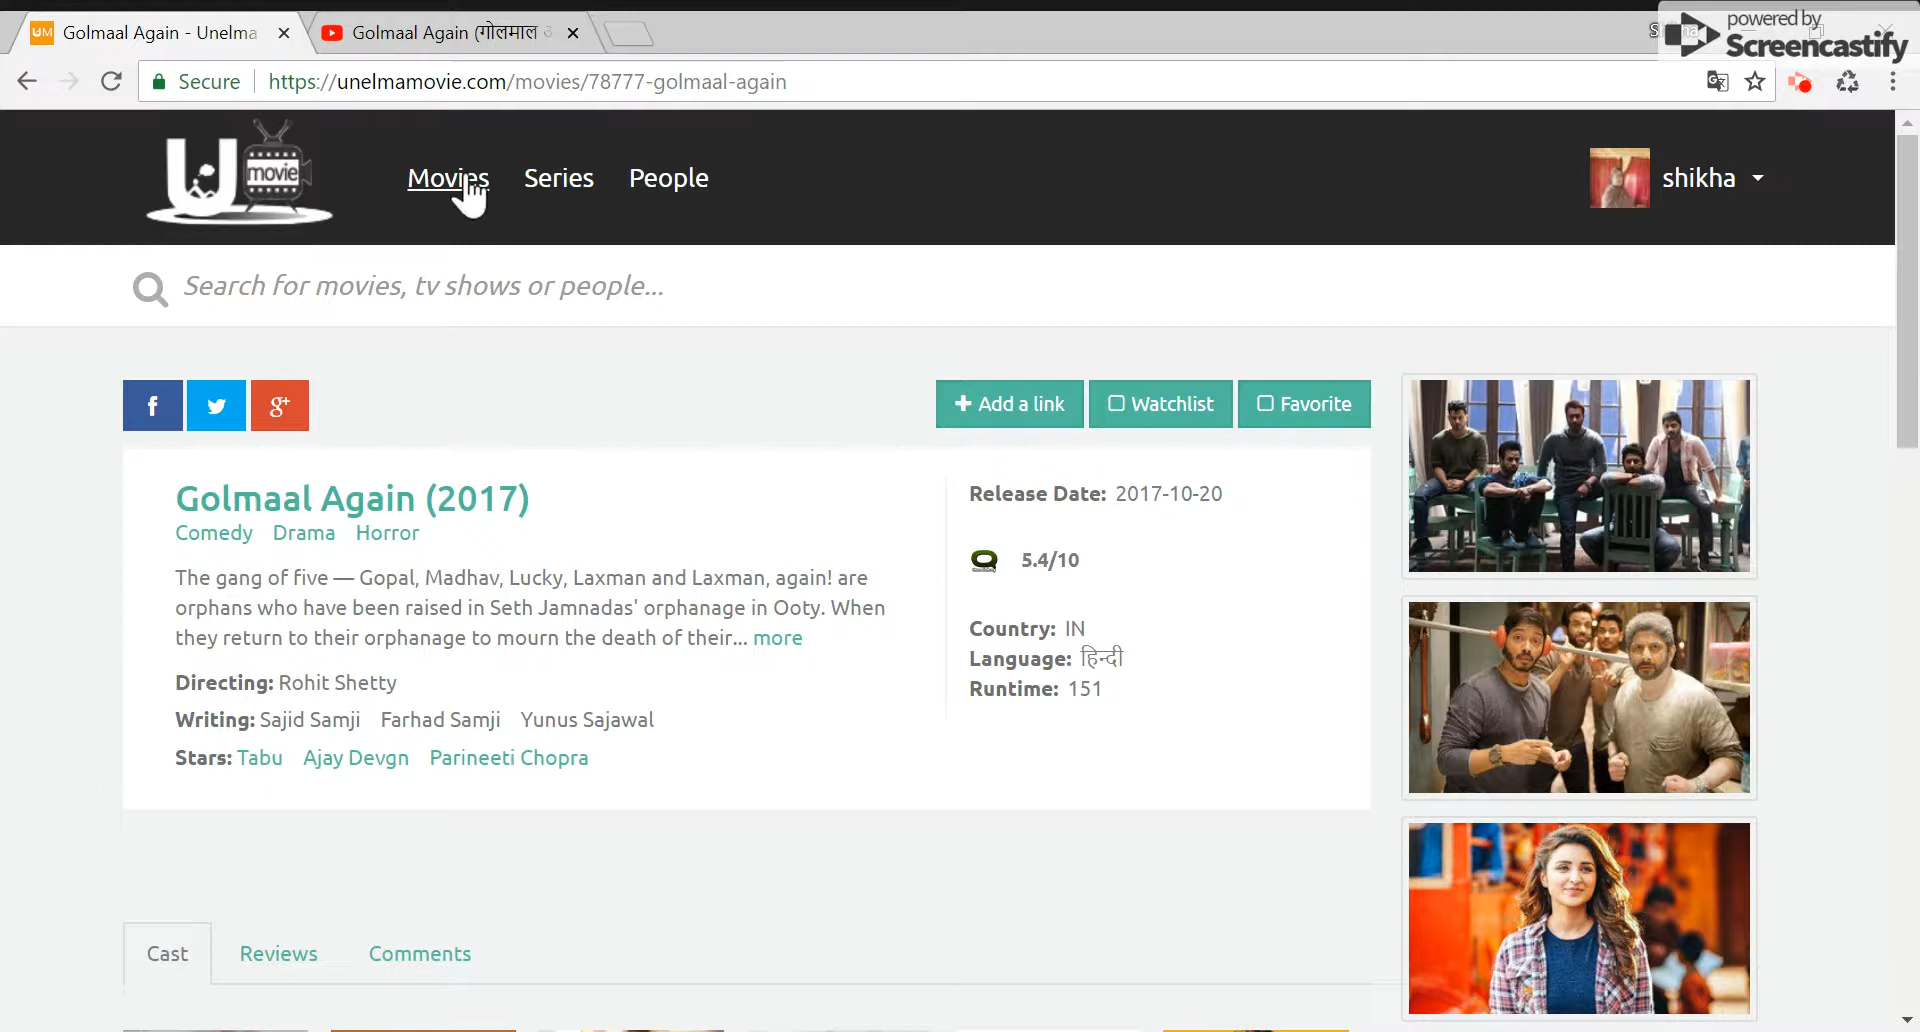 powered by
Screencastify
UM Golmaal Again - Unelma
Golmaal Again (गोलमाल
Secure https://unelmamovie.com/movies/78777-golmaal-again
U movie
Movies Series People
shikha
Search for movies, tv shows or people...
f
g+
+ Add a link Watchlist Favorite
Golmaal Again (2017)
Comedy Drama Horror
The gang of five — Gopal, Madhav, Lucky, Laxman and Laxman, again! are
orphans who have been raised in Seth Jamnadas' orphanage in Ooty. When
they return to their orphanage to mourn the death of their... more
Directing: Rohit Shetty
Writing: Sajid Samji Farhad Samji Yunus Sajawal
Stars: Tabu Ajay Devgn Parineeti Chopra
Release Date: 2017-10-20
5.4/10
Country: IN
Language: हिन्दी
Runtime: 151
Cast Reviews Comments